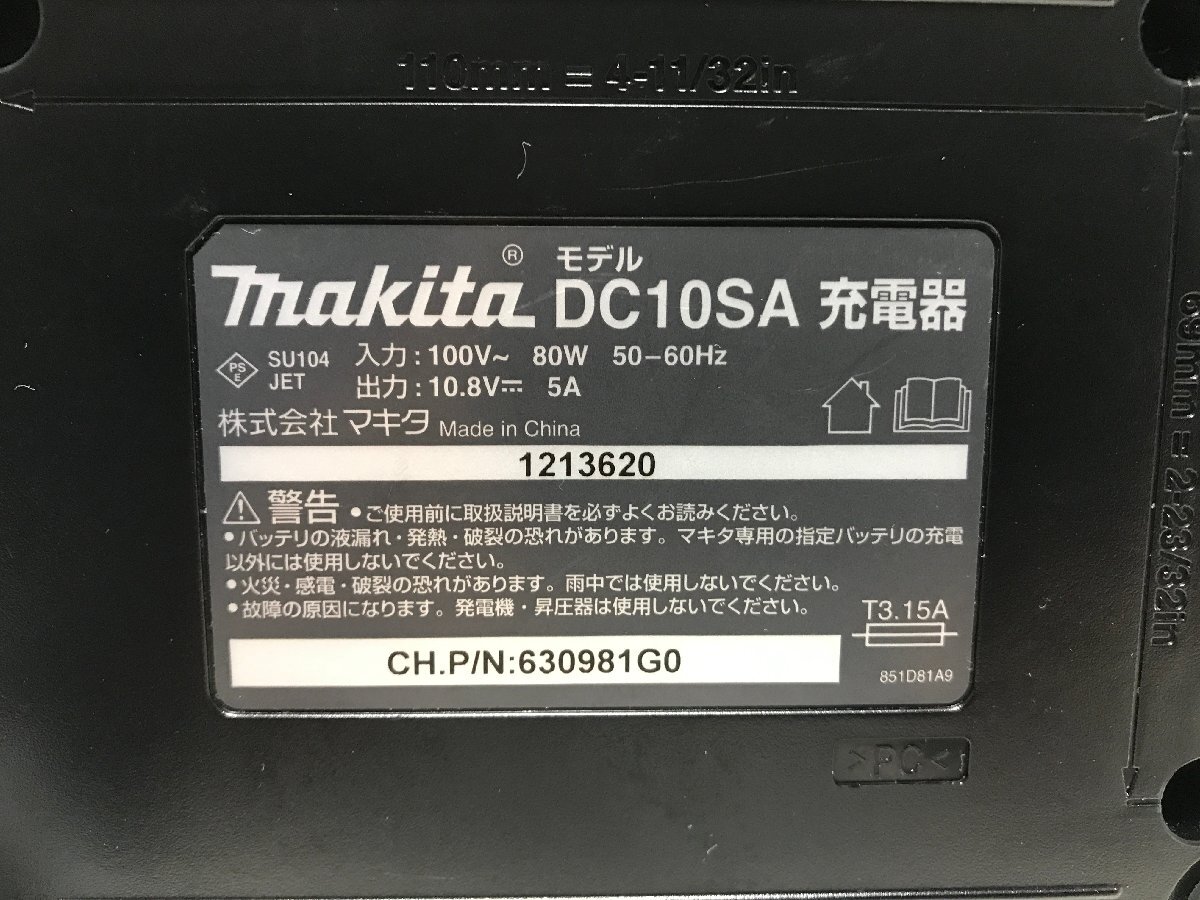 110mm = 4-11/32in
makita® モデル
DC10SA 充電器
PSE SU104 JET
入力 : 100V~ 80W 50-60Hz
出力 : 10.8V⎓ 5A
株式会社 マキタ Made in China
1213620
⚠警告 ●ご使用前に取扱説明書を必ずよくお読みください。
●バッテリの液漏れ・発熱・破裂の恐れがあります。マキタ専用の指定バッテリの充電
以外には使用しないでください。
●火災・感電・破裂の恐れがあります。雨中では使用しないでください。
●故障の原因になります。発電機・昇圧器は使用しないでください。
T3.15A
CH.P/N:630981G0
851D81A9
>PC<
69mm = 2-23/32in